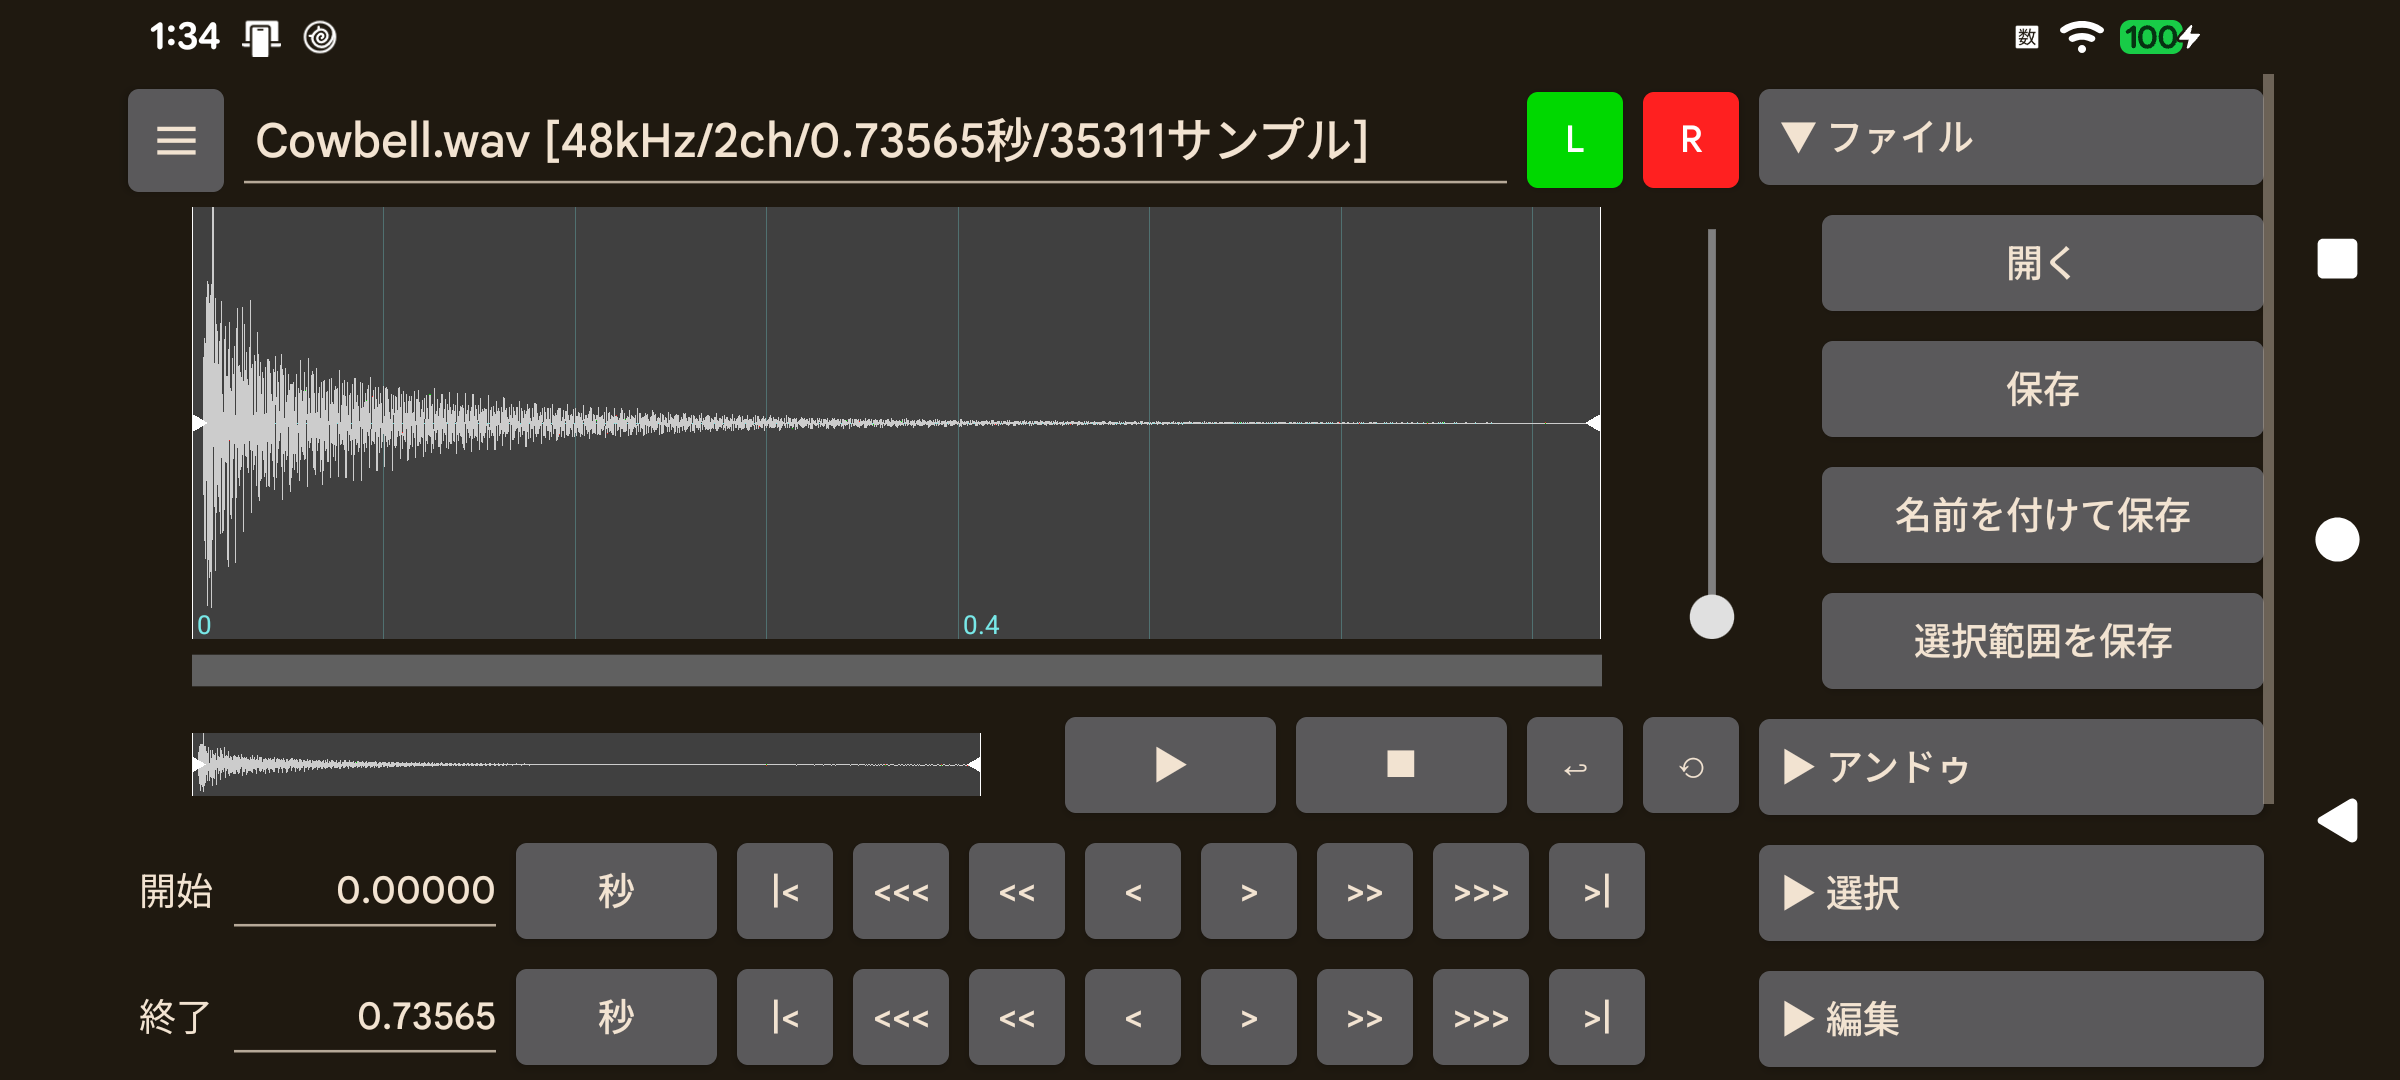 1:34 数 100
Cowbell.wav [48kHz/2ch/0.73565秒/35311サンプル] L R ▼ ファイル
開く
保存
名前を付けて保存
選択範囲を保存
0 0.4
▶ ■ ↩ ⟲ ▶ アンドゥ
開始 0.00000 秒 |< <<< << < > >> >>> >| ▶ 選択
終了 0.73565 秒 |< <<< << < > >> >>> >| ▶ 編集